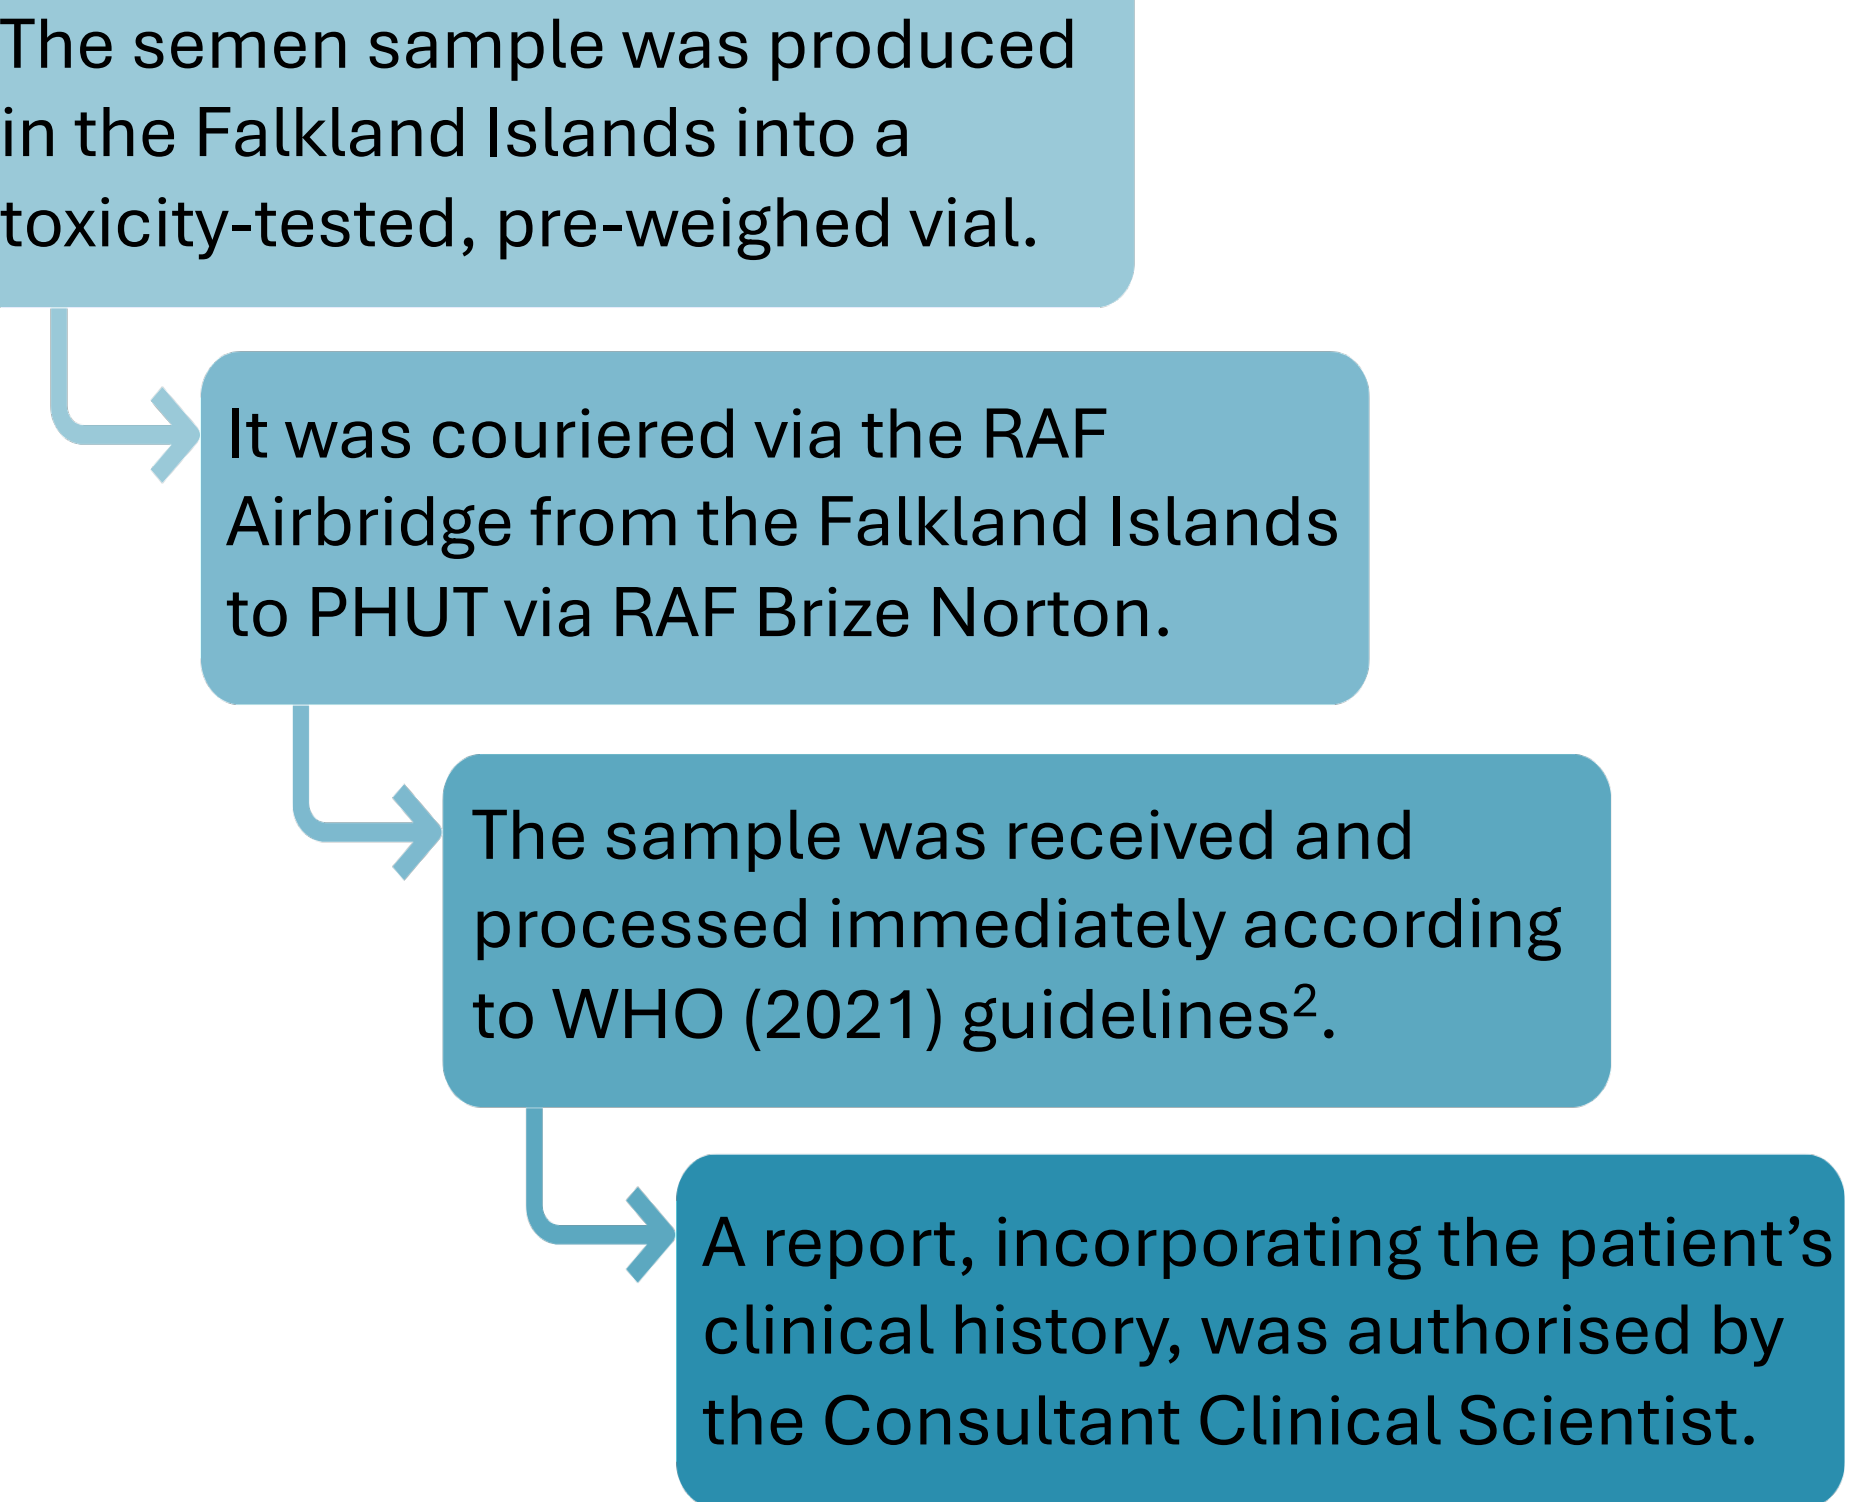 The semen sample was produced
in the Falkland Islands into a
toxicity-tested, pre-weighed vial.
It was couriered via the RAF
Airbridge from the Falkland Islands
to PHUT via RAF Brize Norton.
The sample was received and
processed immediately according
to WHO (2021) guidelines².
A report, incorporating the patient’s
clinical history, was authorised by
the Consultant Clinical Scientist.